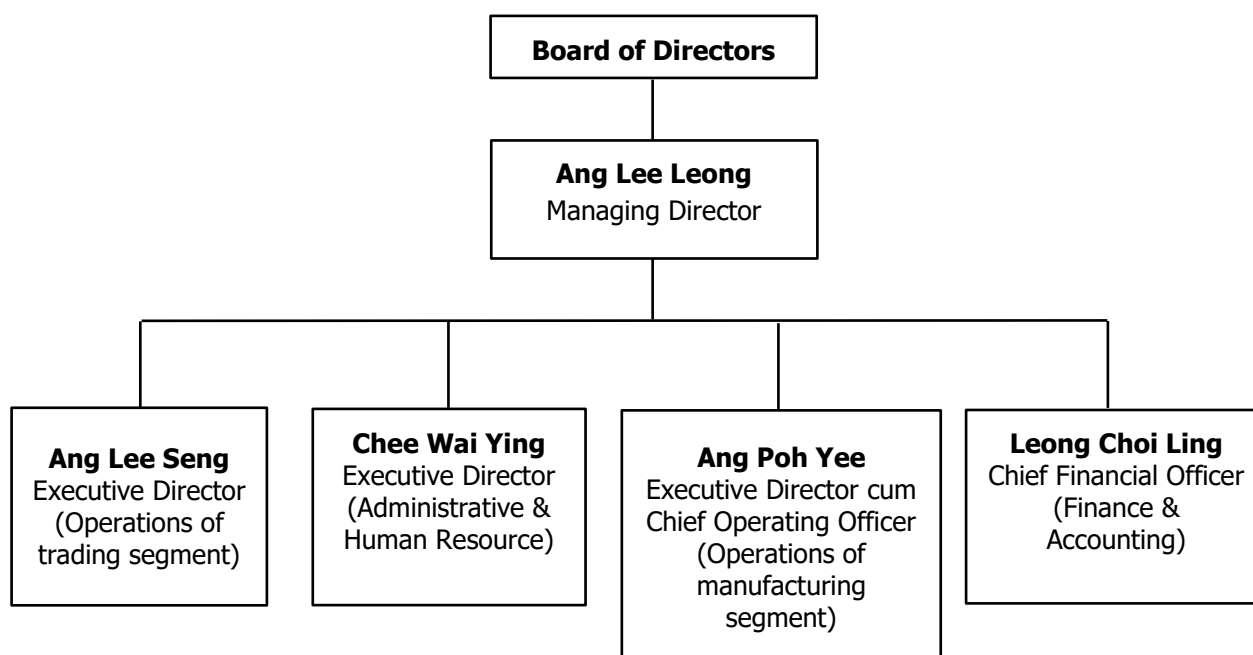 Board of Directors
Ang Lee Leong
Managing Director
Ang Lee Seng
Executive Director
(Operations of
trading segment)
Chee Wai Ying
Executive Director
(Administrative &
Human Resource)
Ang Poh Yee
Executive Director cum
Chief Operating Officer
(Operations of
manufacturing
segment)
Leong Choi Ling
Chief Financial Officer
(Finance &
Accounting)